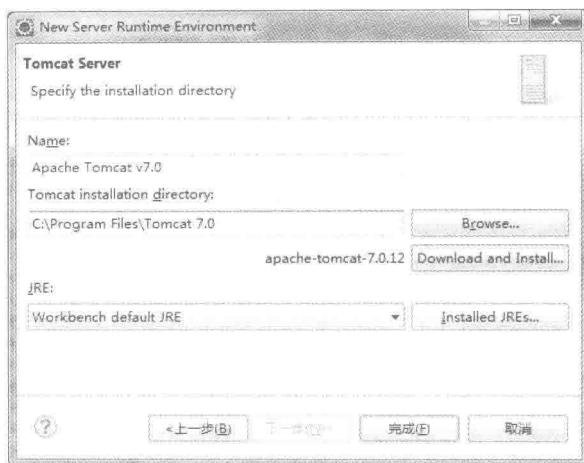 New Server Runtime Environment
Tomcat Server
Specify the installation directory
Name:
Apache Tomcat v7.0
Tomcat installation directory:
C:\Program Files\Tomcat 7.0
Browse...
apache-tomcat-7.0.12
Download and Install...
JRE:
Workbench default JRE
Installed JREs...
<上一步(B)
完成(F)
取消